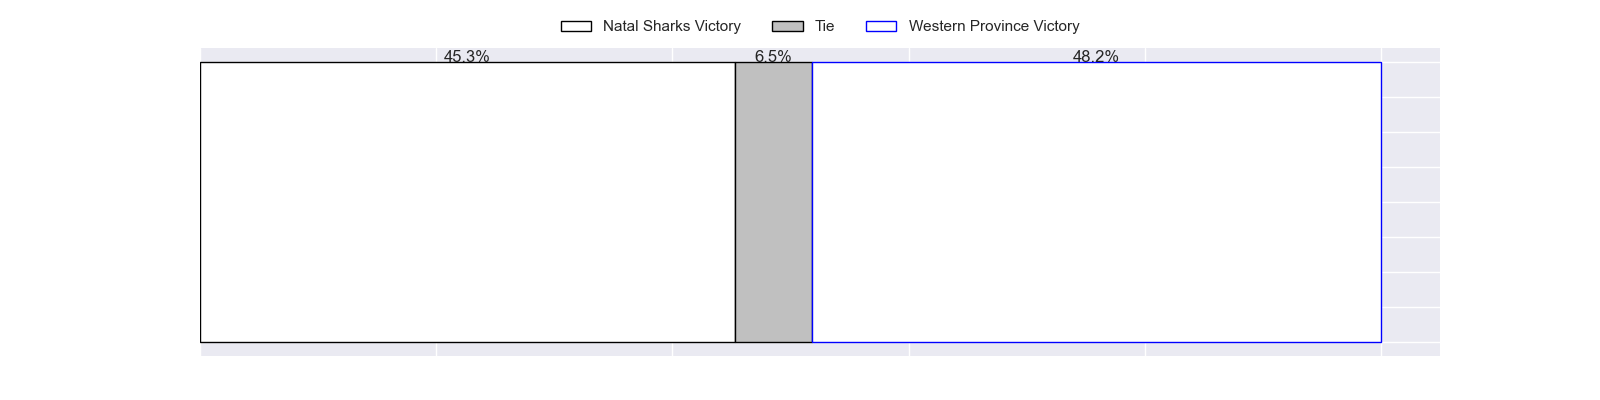 Natal Sharks Victory Tie Western Province Victory
45.3% 6.5% 48.2%